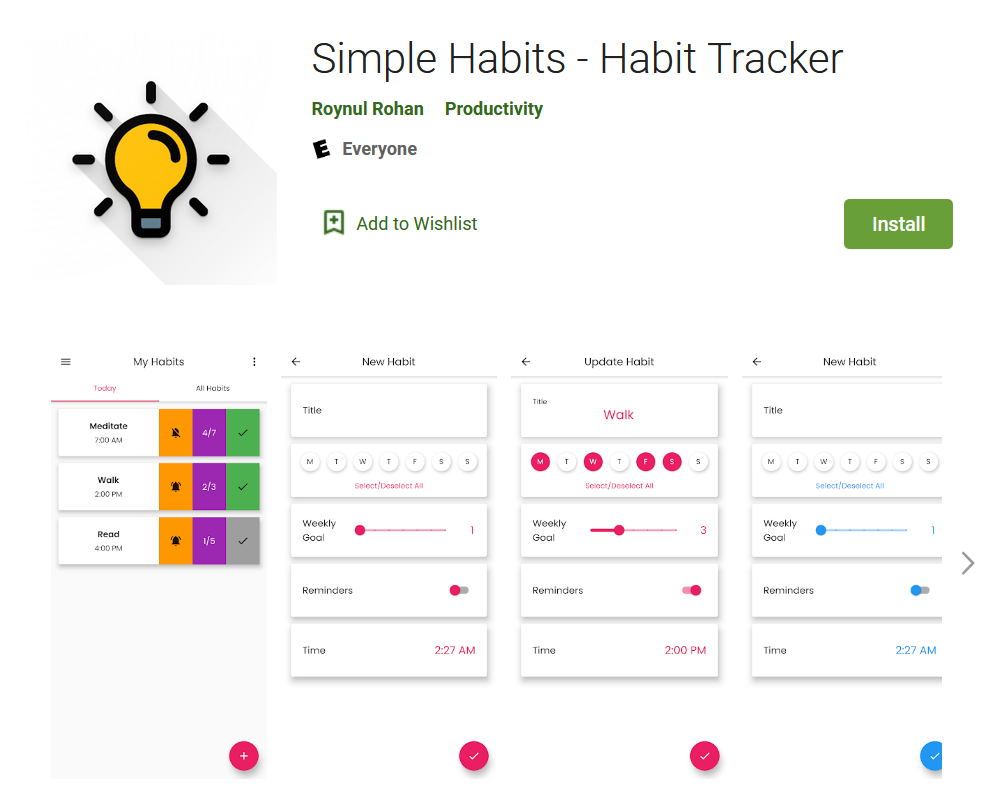 Simple Habits - Habit Tracker
Roynul Rohan Productivity
E Everyone
Add to Wishlist
Install
My Habits
Today All Habits
Meditate
7:00 AM
4/7
Walk
2:00 PM
2/3
Read
4:00 PM
1/5
New Habit
Title
M T W T F S S
Select/Deselect All
Weekly
Goal
1
Reminders
Time 2:27 AM
Update Habit
Title
Walk
M T W T F S S
Select/Deselect All
Weekly
Goal
3
Reminders
Time 2:00 PM
New Habit
Title
M T W T F S S
Select/Deselect All
Weekly
Goal
1
Reminders
Time 2:27 AM